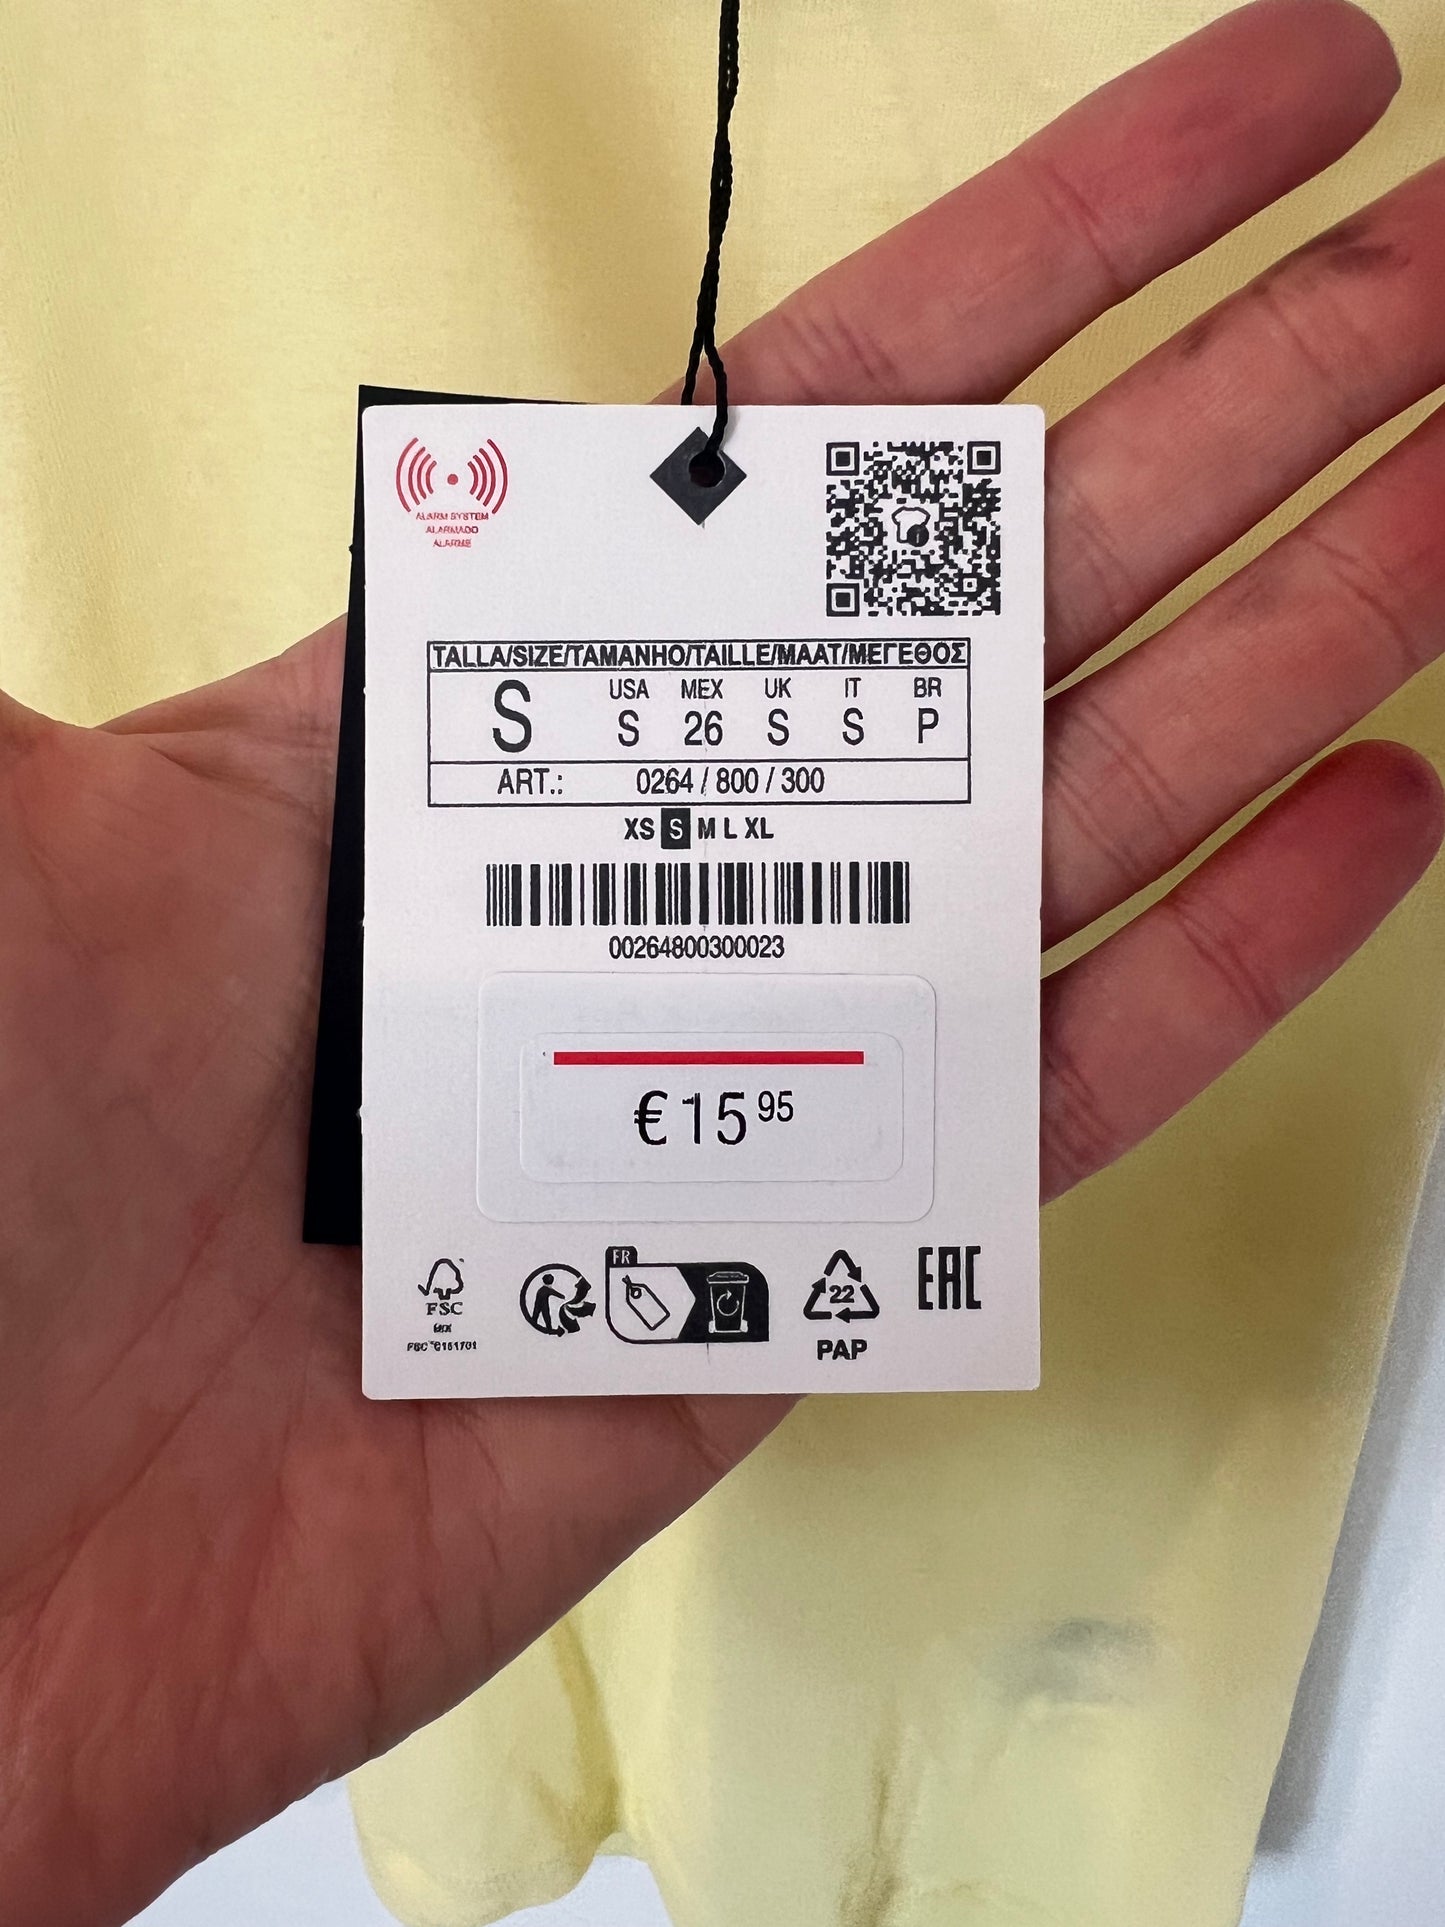 ALARM SYSTEM
ALARMADO
ALARME
TALLA/SIZE/TAMANHO/TAILLE/MAAT/ΜΕΓΕΘΟΣ
S
USA MEX UK IT BR
S 26 S S P
ART.: 0264 / 800 / 300
XS S M L XL
00264800300023
€15 95
FR
FSC
22
EAC
PAP